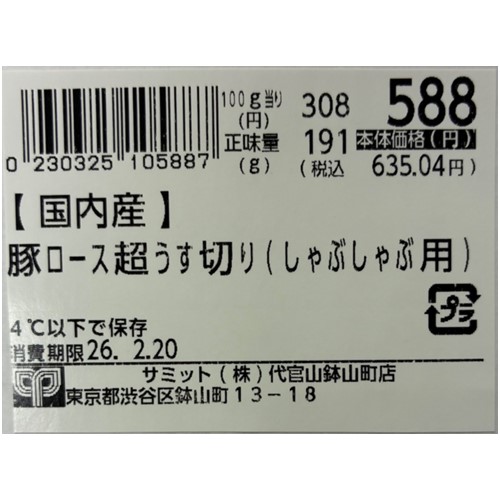 100g当り
(円)
308
588
正味量
(g)
191
本体価格(円)
(税込 635.04円)
0 230325 105887
【国内産】
豚ロース超うす切り(しゃぶしゃぶ用)
プラ
4℃以下で保存
消費期限26. 2.20
サミット(株)代官山鉢山町店
東京都渋谷区鉢山町13-18